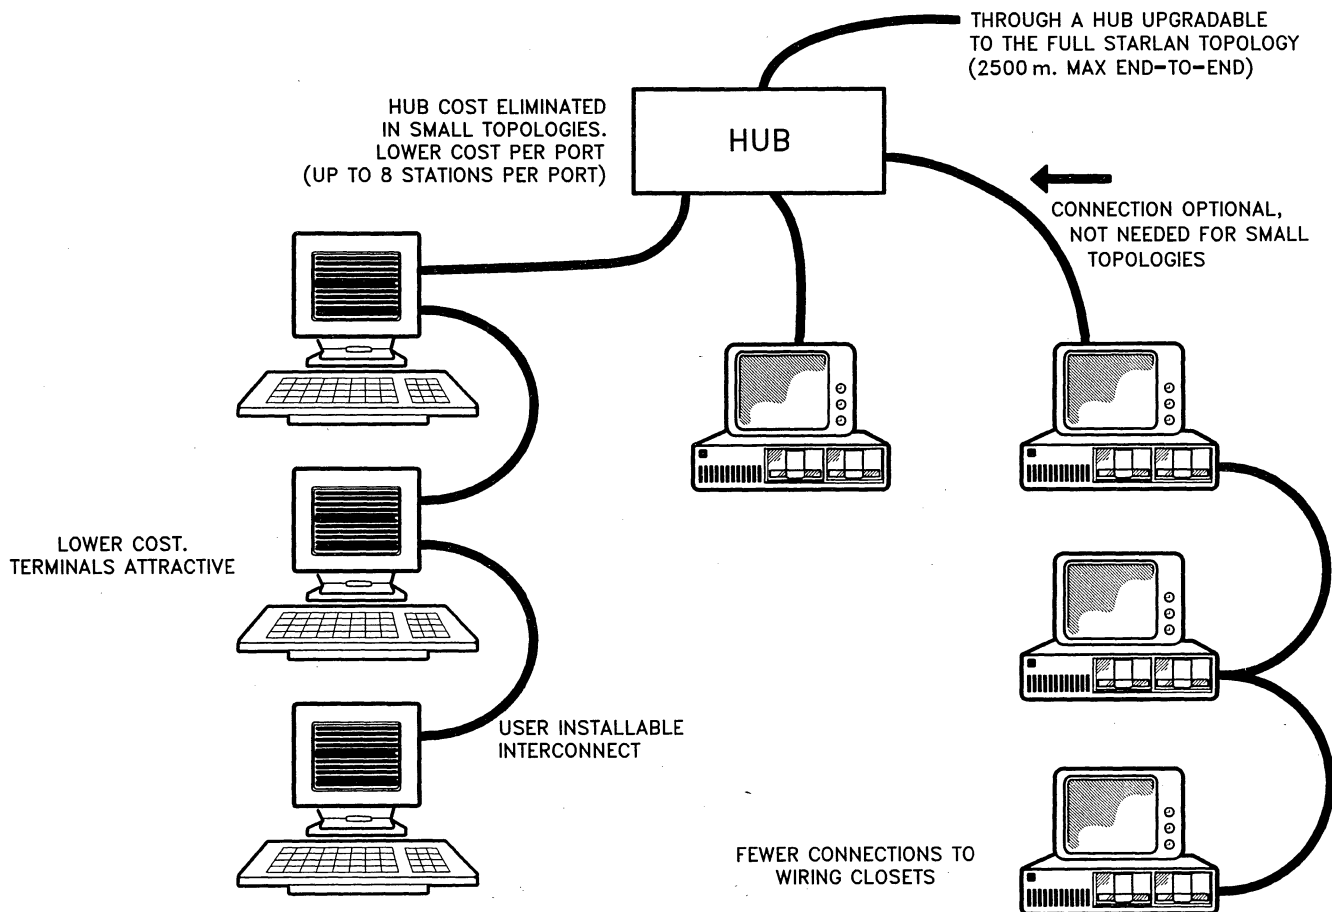 THROUGH A HUB UPGRADABLE
TO THE FULL STARLAN TOPOLOGY
(2500 m. MAX END-TO-END)
HUB COST ELIMINATED
IN SMALL TOPOLOGIES.
LOWER COST PER PORT
(UP TO 8 STATIONS PER PORT)
HUB
CONNECTION OPTIONAL,
NOT NEEDED FOR SMALL
TOPOLOGIES
LOWER COST.
TERMINALS ATTRACTIVE
USER INSTALLABLE
INTERCONNECT
FEWER CONNECTIONS TO
WIRING CLOSETS